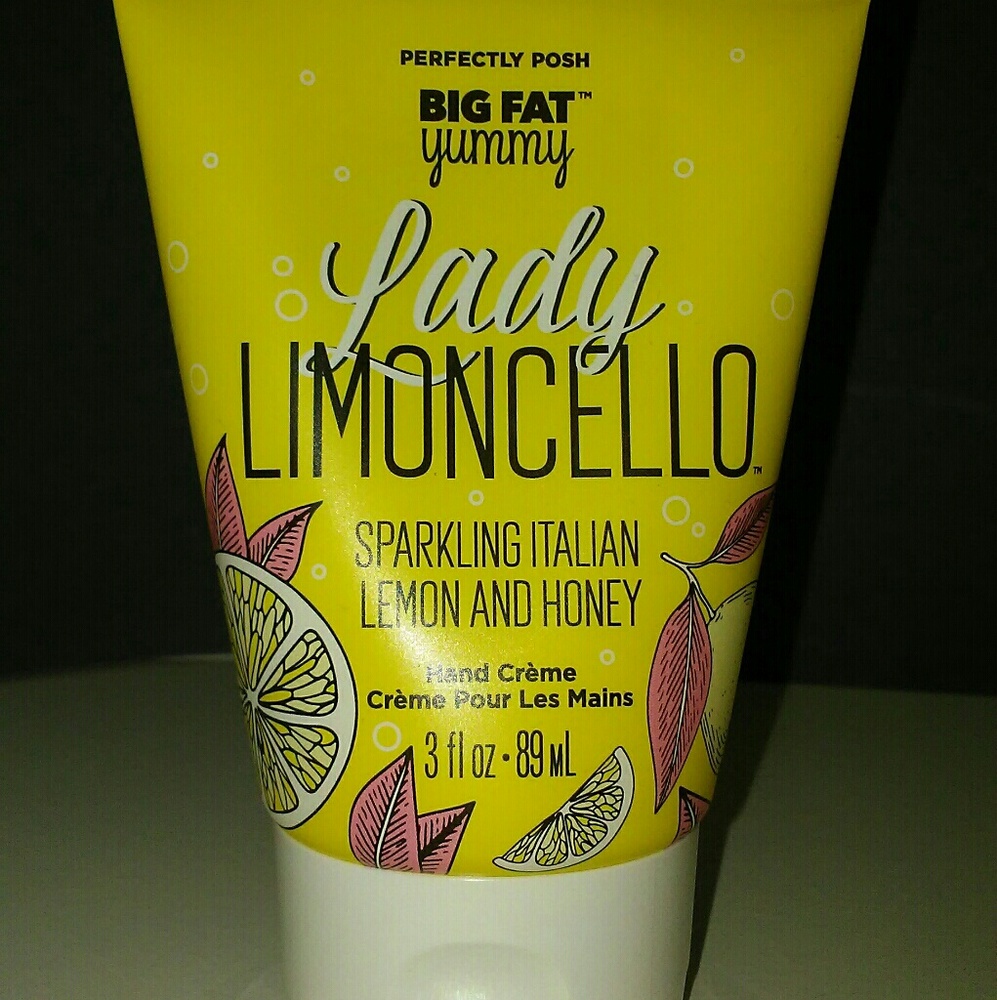 PERFECTLY POSH
BIG FAT™
yummy
Lady
LIMONCELLO™
SPARKLING ITALIAN
LEMON AND HONEY
Hand Crème
Crème Pour Les Mains
3 fl oz • 89 mL